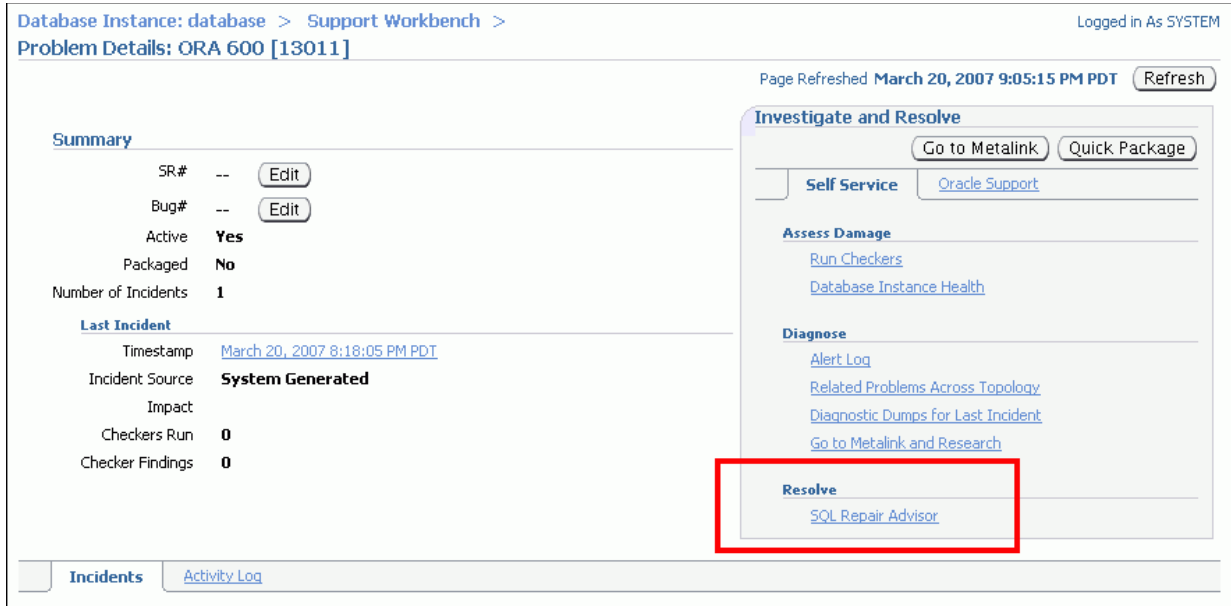 Database Instance: database > Support Workbench >
Logged in As SYSTEM
Problem Details: ORA 600 [13011]
Page Refreshed March 20, 2007 9:05:15 PM PDT Refresh
Summary
SR# -- Edit
Bug# -- Edit
Active Yes
Packaged No
Number of Incidents 1
Last Incident
Timestamp March 20, 2007 8:18:05 PM PDT
Incident Source System Generated
Impact
Checkers Run 0
Checker Findings 0
Investigate and Resolve
Go to Metalink Quick Package
Self Service Oracle Support
Assess Damage
Run Checkers
Database Instance Health
Diagnose
Alert Log
Related Problems Across Topology
Diagnostic Dumps for Last Incident
Go to Metalink and Research
Resolve
SQL Repair Advisor
Incidents Activity Log